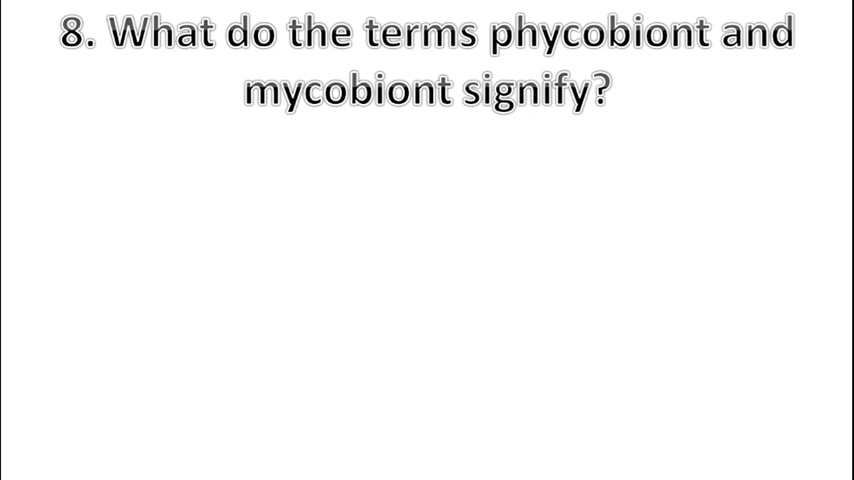 8. What do the terms phycobiont and
mycobiont signify?